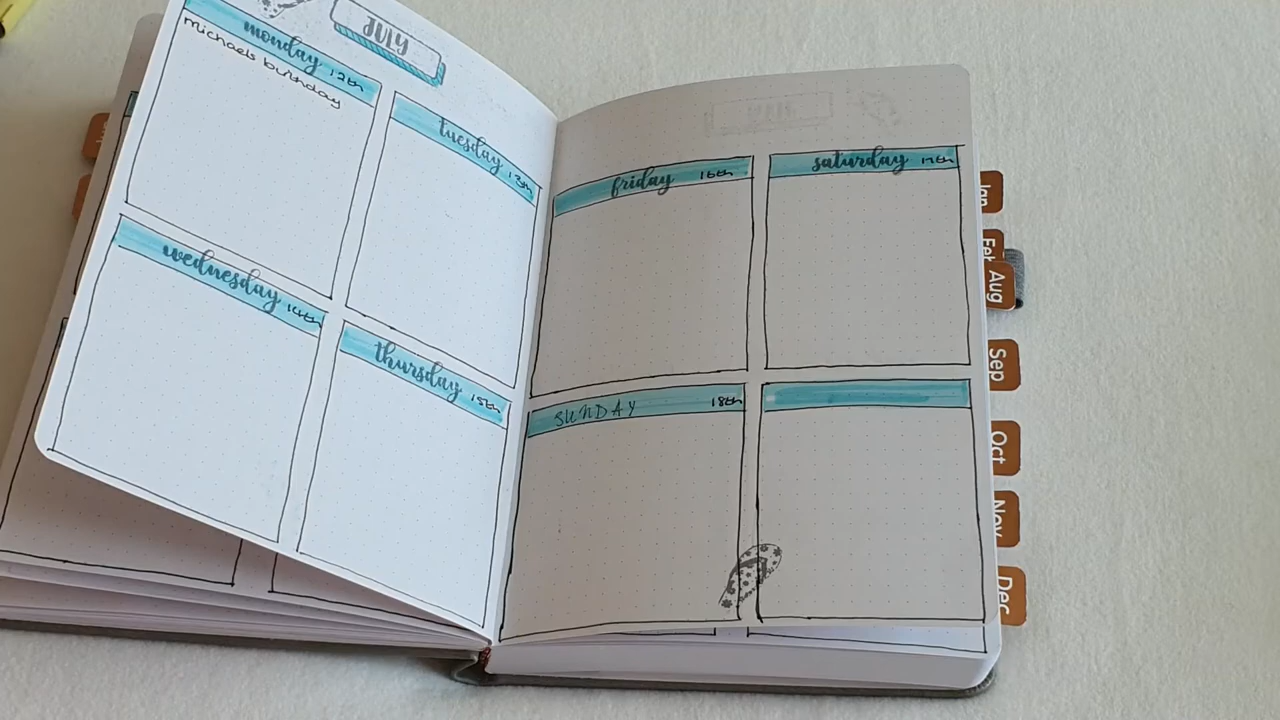 JULY
monday 12th
michaels birthday
tuesday 13th
wednesday 14th
thursday 15th
friday 16th
saturday 17th
SUNDAY 18th
Jan
Feb
Aug
Sep
Oct
Nov
Dec